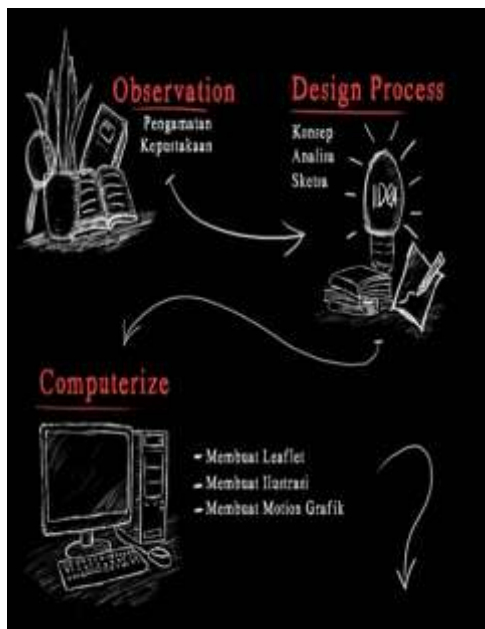 Observation
Pengamatan
Kepustakaan
Design Process
Konsep
Analisa
Sketsa
IDEA
Computerize
- Membuat Leaflet
- Membuat Ilustrasi
- Membuat Motion Grafik